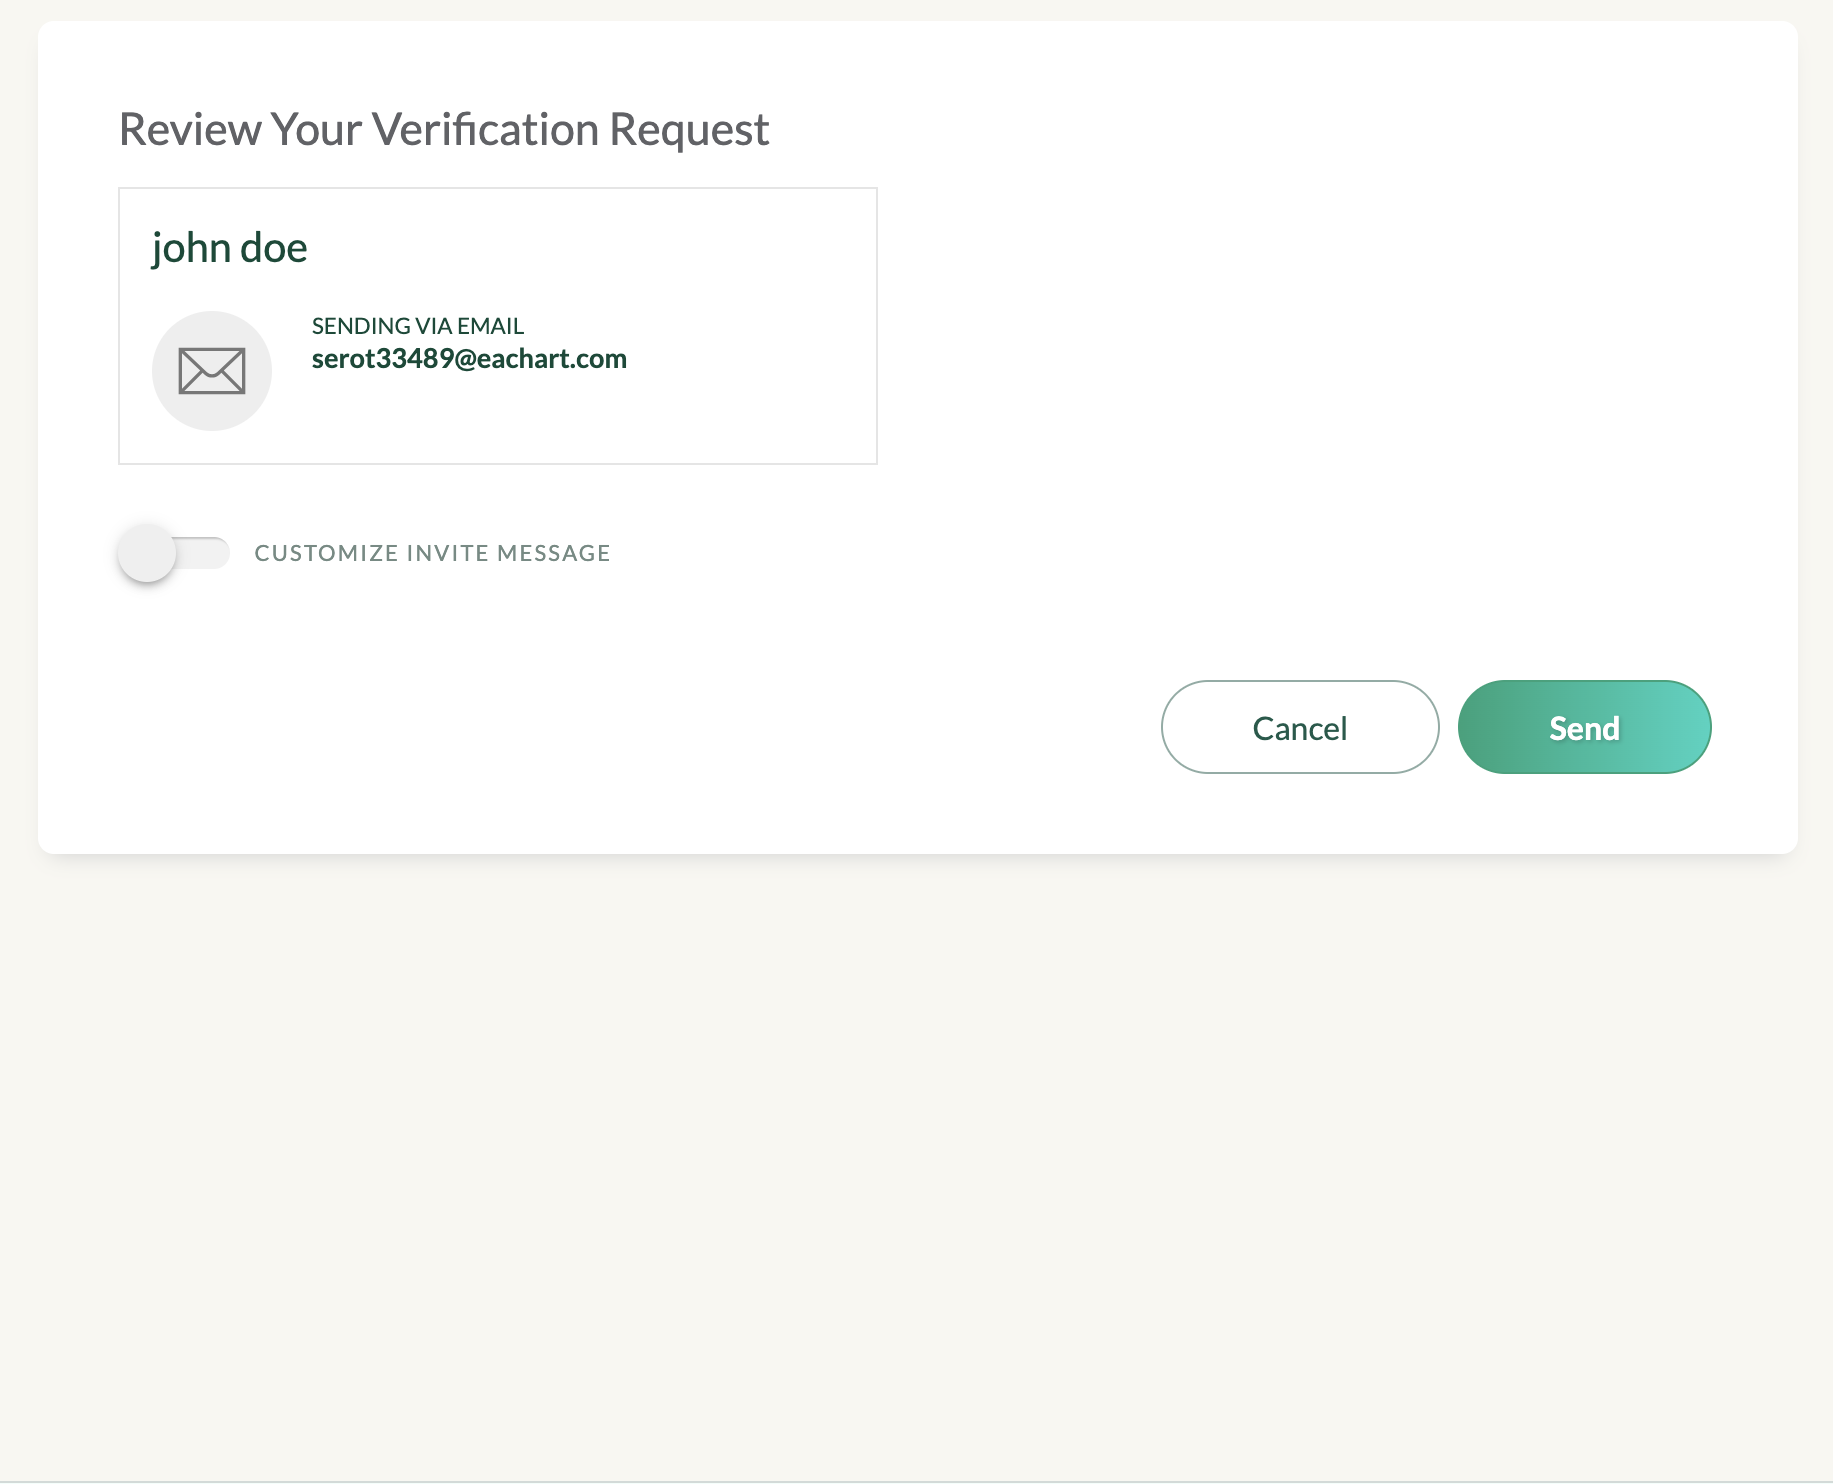 Review Your Verification Request
john doe
SENDING VIA EMAIL
serot33489@eachart.com
CUSTOMIZE INVITE MESSAGE
Cancel
Send